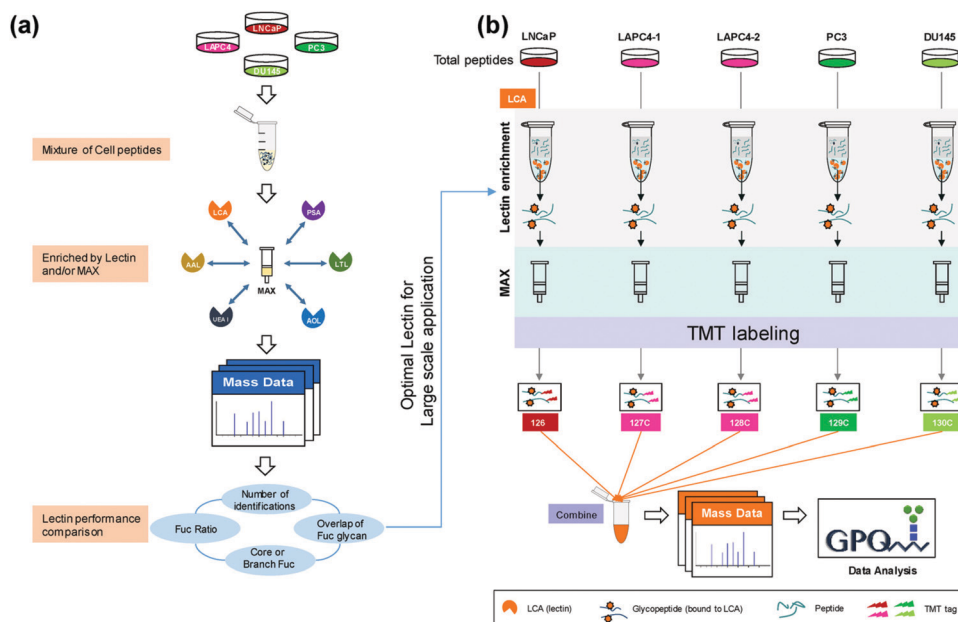 (a)
LNCaP
LAPC4
PC3
DU145
Mixture of Cell peptides
LCA
PSA
Enriched by Lectin
and/or MAX
AAL
LTL
MAX
UEA I
AOL
Mass Data
Lectin performance
comparison
Number of
identifications
Fuc Ratio
Overlap of
Fuc glycan
Core or
Branch Fuc
Optimal Lectin for
Large scale application
(b)
LNCaP
LAPC4-1
LAPC4-2
PC3
DU145
Total peptides
LCA
Lectin enrichment
MAX
TMT labeling
126
127C
128C
129C
130C
Combine
Mass Data
GPQ
Data Analysis
LCA (lectin)
Glycopeptide (bound to LCA)
Peptide
TMT tag